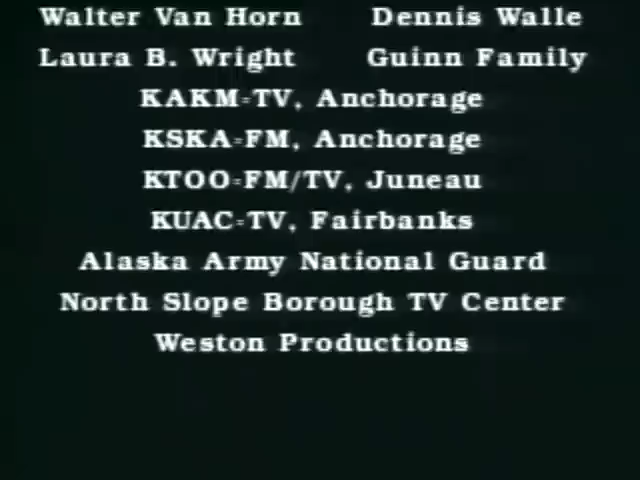 Walter Van Horn Dennis Walle
Laura B. Wright Guinn Family
KAKM-TV, Anchorage
KSKA-FM, Anchorage
KTOO-FM/TV, Juneau
KUAC-TV, Fairbanks
Alaska Army National Guard
North Slope Borough TV Center
Weston Productions